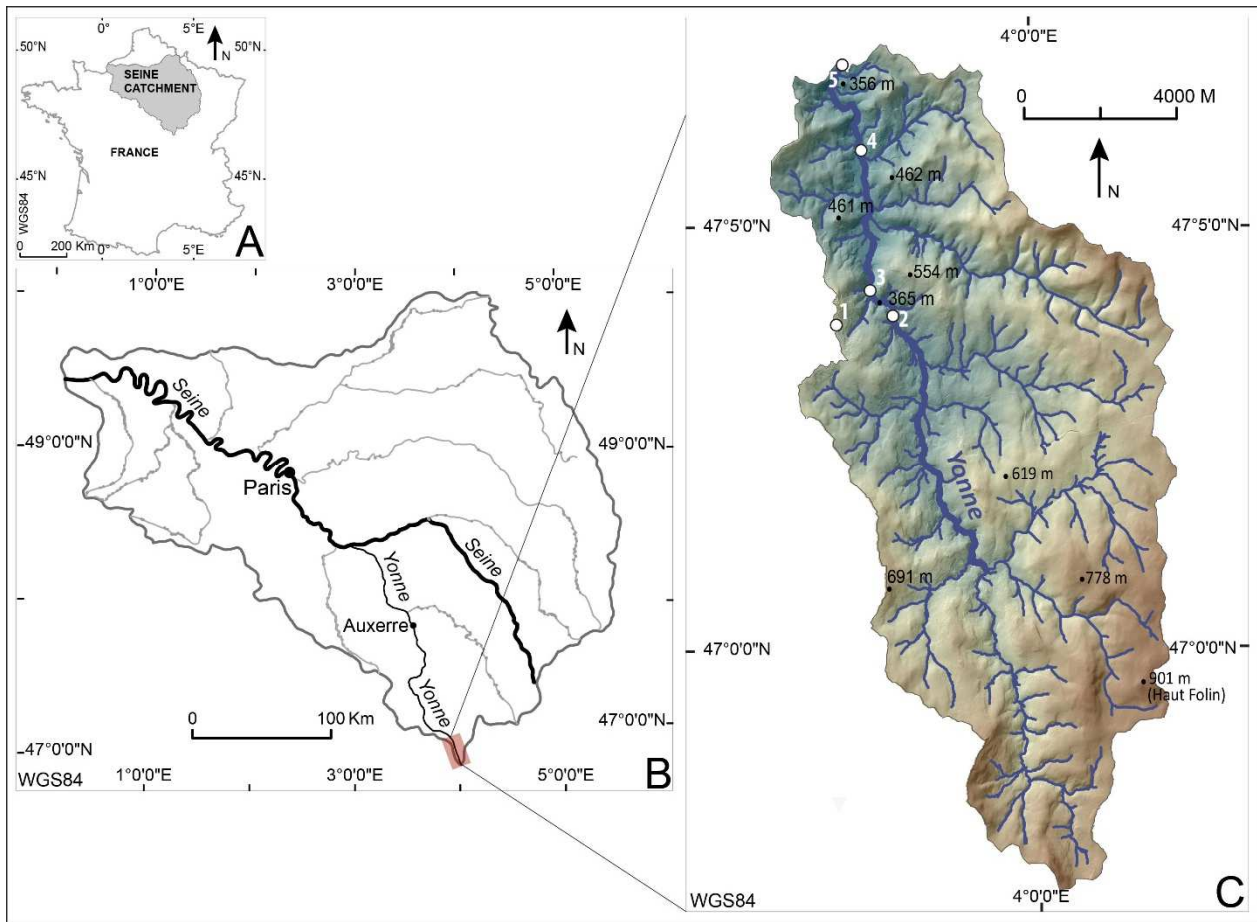 0°
5°E
50°N
50°N
N
SEINE
CATCHMENT
FRANCE
45°N
45°N
WGS84
0
200 Km
0°
5°E
A
1°0'0"E
3°0'0"E
5°0'0"E
N
Seine
49°0'0"N
49°0'0"N
Paris
Yonne
Seine
Auxerre
Yonne
0
100 Km
47°0'0"N
47°0'0"N
WGS84
1°0'0"E
3°0'0"E
5°0'0"E
B
4°0'0"E
0
4000 M
N
5
356 m
4
462 m
461 m
47°5'0"N
47°5'0"N
554 m
3
365 m
1
2
Yonne
619 m
691 m
778 m
47°0'0"N
47°0'0"N
901 m
(Haut Folin)
WGS84
4°0'0"E
C